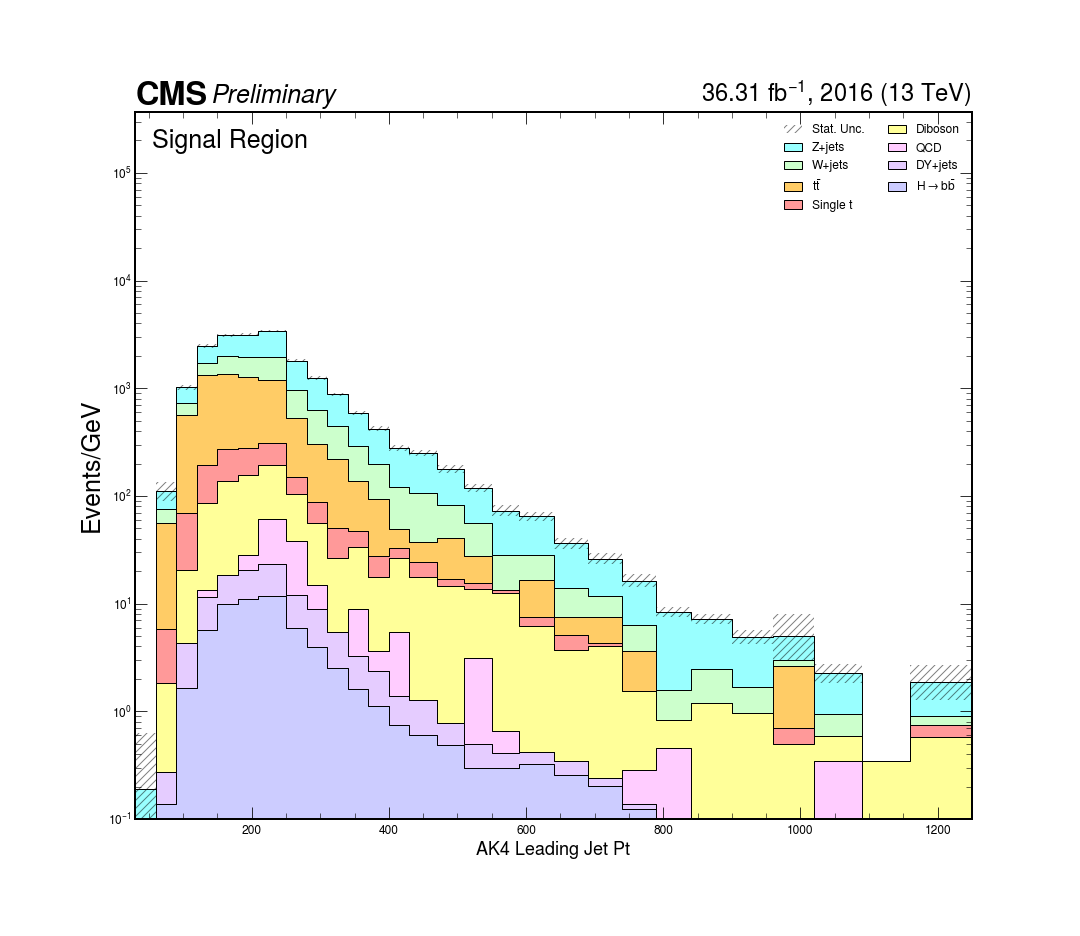 CMS Preliminary
36.31 fb⁻¹, 2016 (13 TeV)
Signal Region
Stat. Unc.
Z+jets
W+jets
tt̄
Single t
Diboson
QCD
DY+jets
H→bb̄
Events/GeV
10⁵
10⁴
10³
10²
10¹
10⁰
10⁻¹
200 400 600 800 1000 1200
AK4 Leading Jet Pt